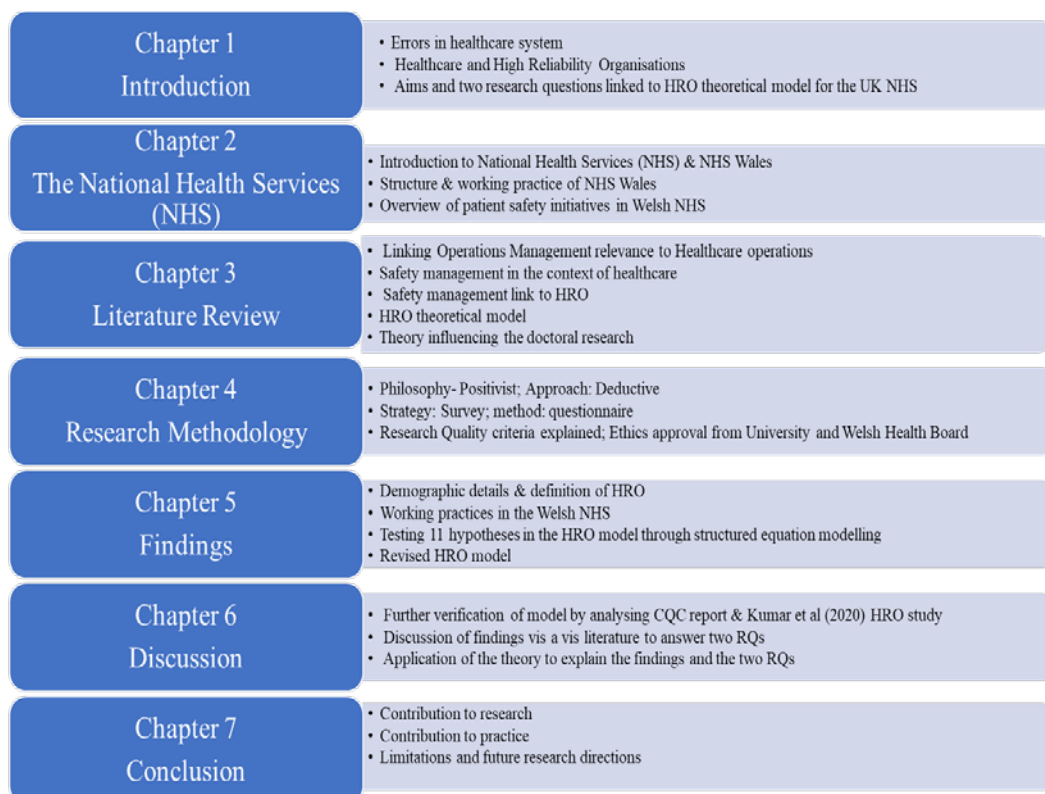 Chapter 1
Introduction
• Errors in healthcare system
• Healthcare and High Reliability Organisations
• Aims and two research questions linked to HRO theoretical model for the UK NHS
Chapter 2
The National Health Services
(NHS)
• Introduction to National Health Services (NHS) & NHS Wales
• Structure & working practice of NHS Wales
• Overview of patient safety initiatives in Welsh NHS
Chapter 3
Literature Review
• Linking Operations Management relevance to Healthcare operations
• Safety management in the context of healthcare
• Safety management link to HRO
• HRO theoretical model
• Theory influencing the doctoral research
Chapter 4
Research Methodology
• Philosophy- Positivist; Approach: Deductive
• Strategy: Survey; method: questionnaire
• Research Quality criteria explained; Ethics approval from University and Welsh Health Board
Chapter 5
Findings
• Demographic details & definition of HRO
• Working practices in the Welsh NHS
• Testing 11 hypotheses in the HRO model through structured equation modelling
• Revised HRO model
Chapter 6
Discussion
• Further verification of model by analysing CQC report & Kumar et al (2020) HRO study
• Discussion of findings vis a vis literature to answer two RQs
• Application of the theory to explain the findings and the two RQs
Chapter 7
Conclusion
• Contribution to research
• Contribution to practice
• Limitations and future research directions